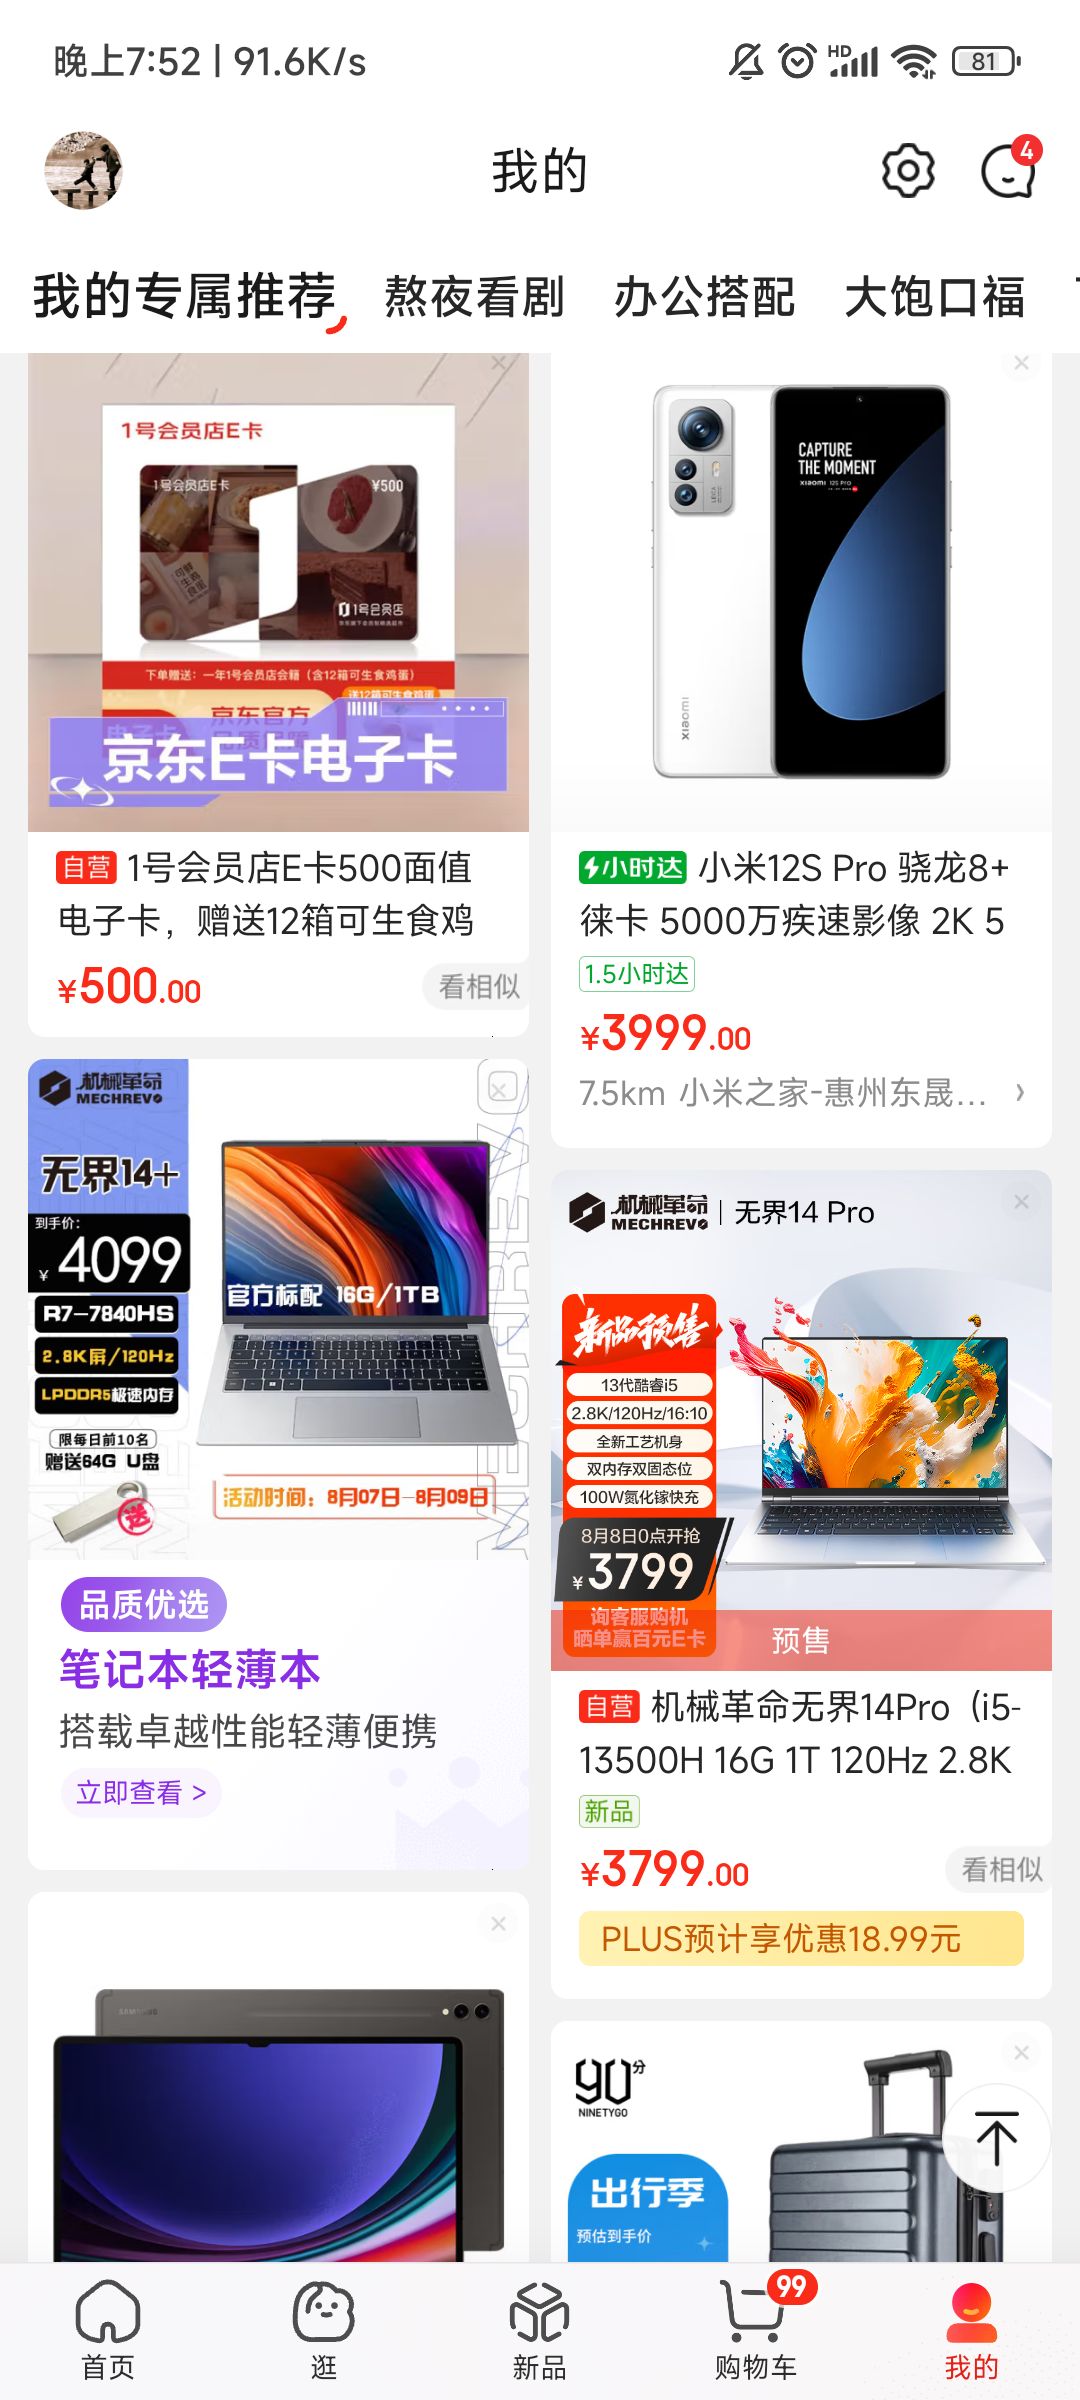 晚上7:52 | 91.6K/s
HD
81
我的
4
我的专属推荐
熬夜看剧
办公搭配
大饱口福
1号会员店E卡
1号会员店E卡
¥500
1号会员店
下单赠送：一年1号会员店会籍（含12箱可生食鸡蛋）
送12箱可生食鸡蛋
京东官方
京东E卡电子卡
自营 1号会员店E卡500面值
电子卡，赠送12箱可生食鸡
¥500.00
看相似
CAPTURE
THE MOMENT
XIAOMI 12S PRO
LEICA
xiaomi
小时达 小米12S Pro 骁龙8+
徕卡 5000万疾速影像 2K 5
1.5小时达
¥3999.00
7.5km 小米之家-惠州东晟...
机械革命
MECHREVO
无界14+
到手价：
¥4099
R7-7840HS
2.8K屏/120Hz
LPDDR5极速内存
限每日前10名
赠送64G U盘
送
官方标配 16G/1TB
活动时间：8月07日-8月09日
MECHREV
品质优选
笔记本轻薄本
搭载卓越性能轻薄便携
立即查看 >
机械革命
MECHREVO
无界14 Pro
新品预售
13代酷睿i5
2.8K/120Hz/16:10
全新工艺机身
双内存双固态位
100W氮化镓快充
8月8日0点开抢
¥3799
询客服购机
晒单赢百元E卡
预售
自营 机械革命无界14Pro（i5-
13500H 16G 1T 120Hz 2.8K
新品
¥3799.00
看相似
PLUS预计享优惠18.99元
SAMSUNG
90分
NINETYGO
出行季
预估到手价
首页
逛
新品
购物车
99
我的